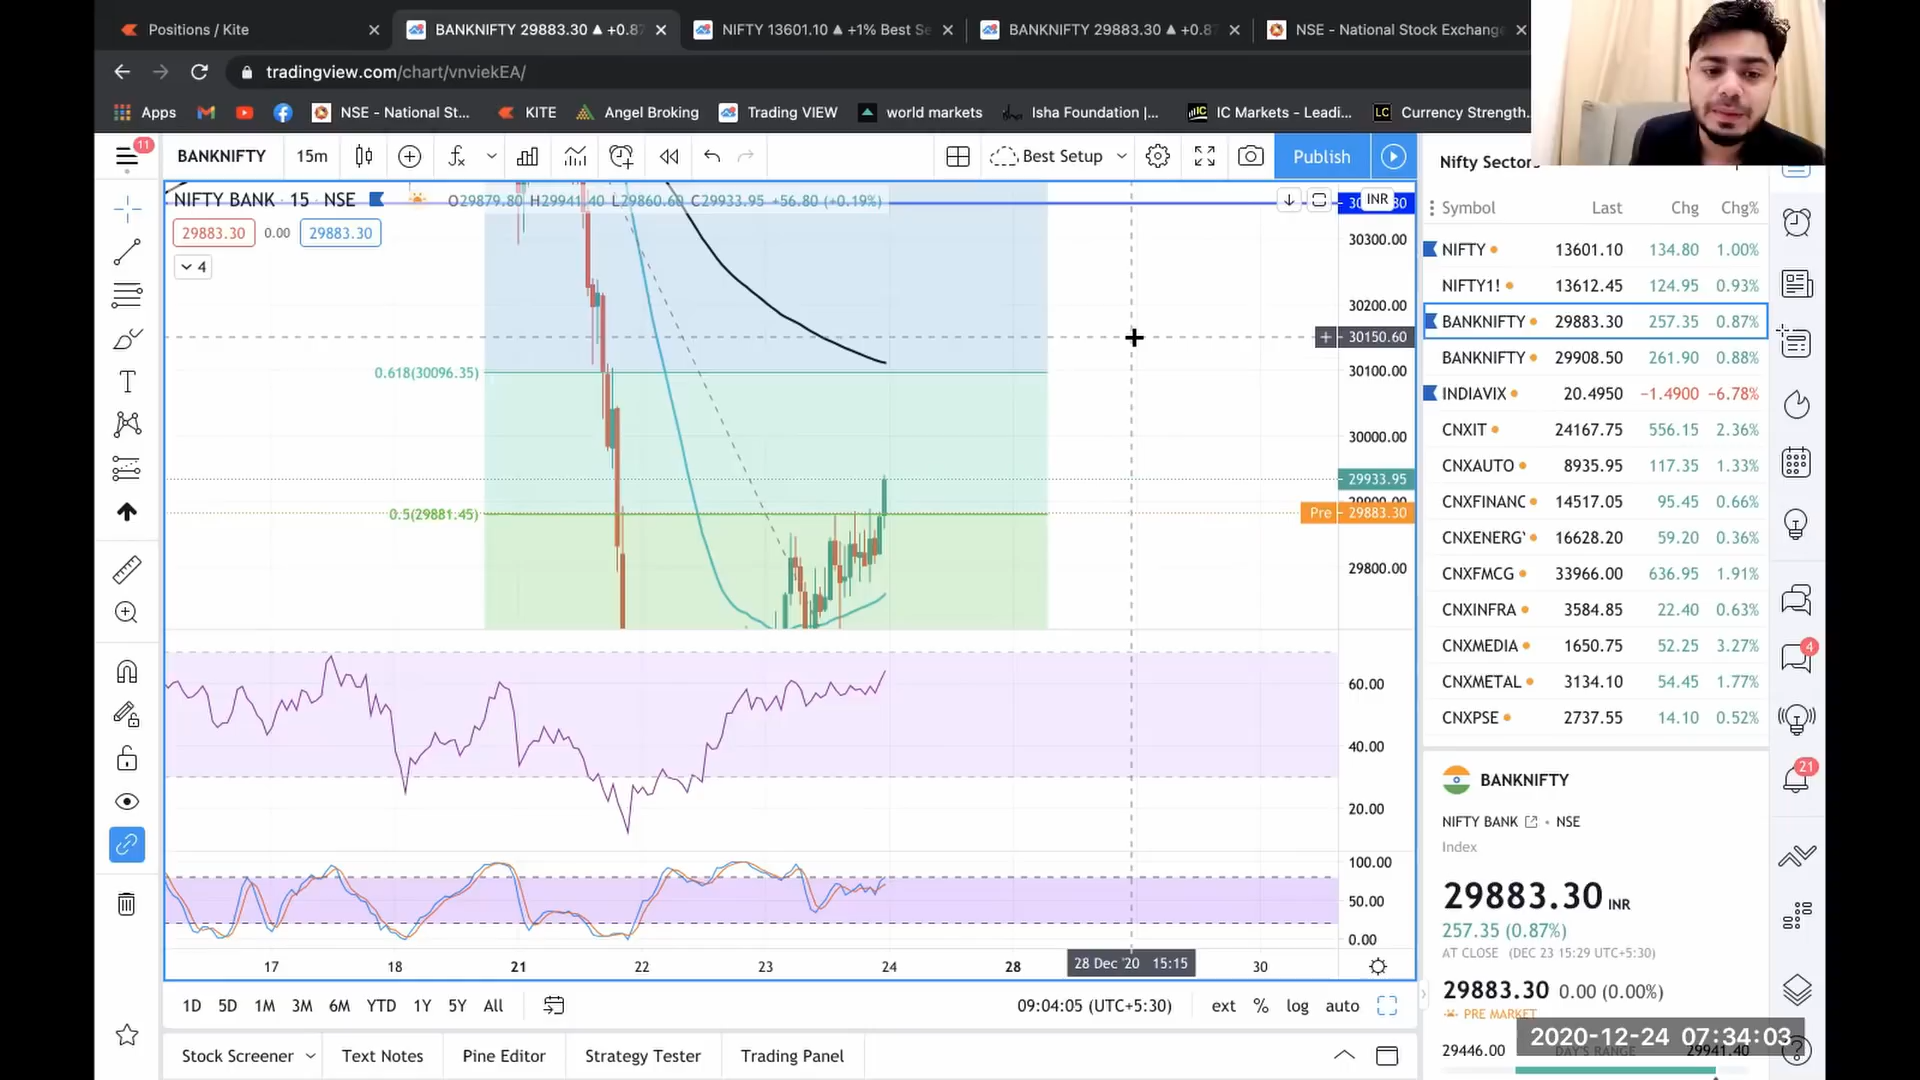 Positions / Kite
BANKNIFTY 29883.30 ▲ +0.87
NIFTY 13601.10 ▲ +1% Best Se
BANKNIFTY 29883.30 ▲ +0.87
NSE - National Stock Exchange
tradingview.com/chart/vnviekEA/
Apps
NSE - National St...
KITE
Angel Broking
Trading VIEW
world markets
Isha Foundation |...
IC Markets - Leadi...
Currency Strength...
11
BANKNIFTY
15m
Best Setup
Publish
NIFTY BANK · 15 · NSE
O29879.80 H29941.40 L29860.60 C29933.95 +56.80 (+0.19%)
29883.30
0.00
29883.30
4
INR
30300.00
30200.00
30150.60
30100.00
30000.00
29933.95
29900.00
Pre 29883.30
29800.00
0.618(30096.35)
0.5(29881.45)
60.00
40.00
20.00
100.00
50.00
0.00
17
18
21
22
23
24
28
28 Dec '20 15:15
30
1D
5D
1M
3M
6M
YTD
1Y
5Y
All
09:04:05 (UTC+5:30)
ext
%
log
auto
Stock Screener
Text Notes
Pine Editor
Strategy Tester
Trading Panel
Nifty Sectors
Symbol Last Chg Chg%
NIFTY 13601.10 134.80 1.00%
NIFTY1! 13612.45 124.95 0.93%
BANKNIFTY 29883.30 257.35 0.87%
BANKNIFTY 29908.50 261.90 0.88%
INDIAVIX 20.4950 −1.4900 −6.78%
CNXIT 24167.75 556.15 2.36%
CNXAUTO 8935.95 117.35 1.33%
CNXFINANC 14517.05 95.45 0.66%
CNXENERG 16628.20 59.20 0.36%
CNXFMCG 33966.00 636.95 1.91%
CNXINFRA 3584.85 22.40 0.63%
CNXMEDIA 1650.75 52.25 3.27%
CNXMETAL 3134.10 54.45 1.77%
CNXPSE 2737.55 14.10 0.52%
BANKNIFTY
NIFTY BANK · NSE
Index
29883.30 INR
257.35 (0.87%)
AT CLOSE (DEC 23 15:29 UTC+5:30)
29883.30 0.00 (0.00%)
PRE MARKET
29446.00 DAY'S RANGE 29941.40
2020-12-24 07:34:03
4
21